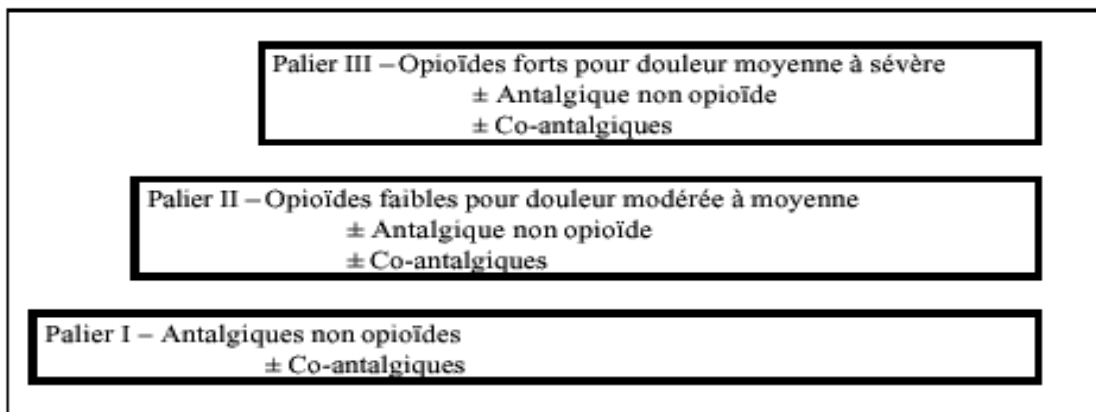 Palier III – Opioïdes forts pour douleur moyenne à sévère
± Antalgique non opioïde
± Co-antalgiques
Palier II – Opioïdes faibles pour douleur modérée à moyenne
± Antalgique non opioïde
± Co-antalgiques
Palier I – Antalgiques non opioïdes
± Co-antalgiques